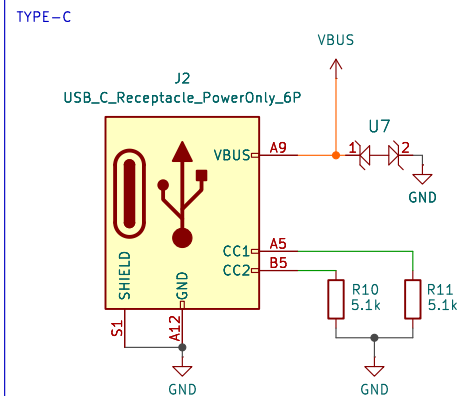 TYPE-C
VBUS
J2
USB_C_Receptacle_PowerOnly_6P
U7
VBUS
A9
1
2
GND
CC1
A5
CC2
B5
SHIELD
GND
R10
5.1k
R11
5.1k
S1
A12
GND
GND